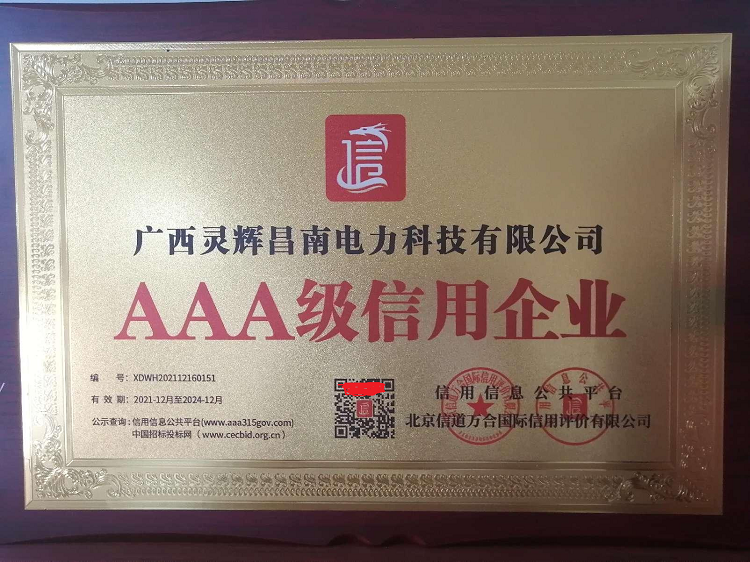 信
广西灵辉昌南电力科技有限公司
AAA级信用企业
编 号：XDWH202112160151
有 效 期：2021-12月至2024-12月
公示查询：信用信息公共平台(www.aaa315gov.com)
中国招标投标网（www.cecbid.org.cn）
信用信息公共平台
北京信道万合国际信用评价有限公司